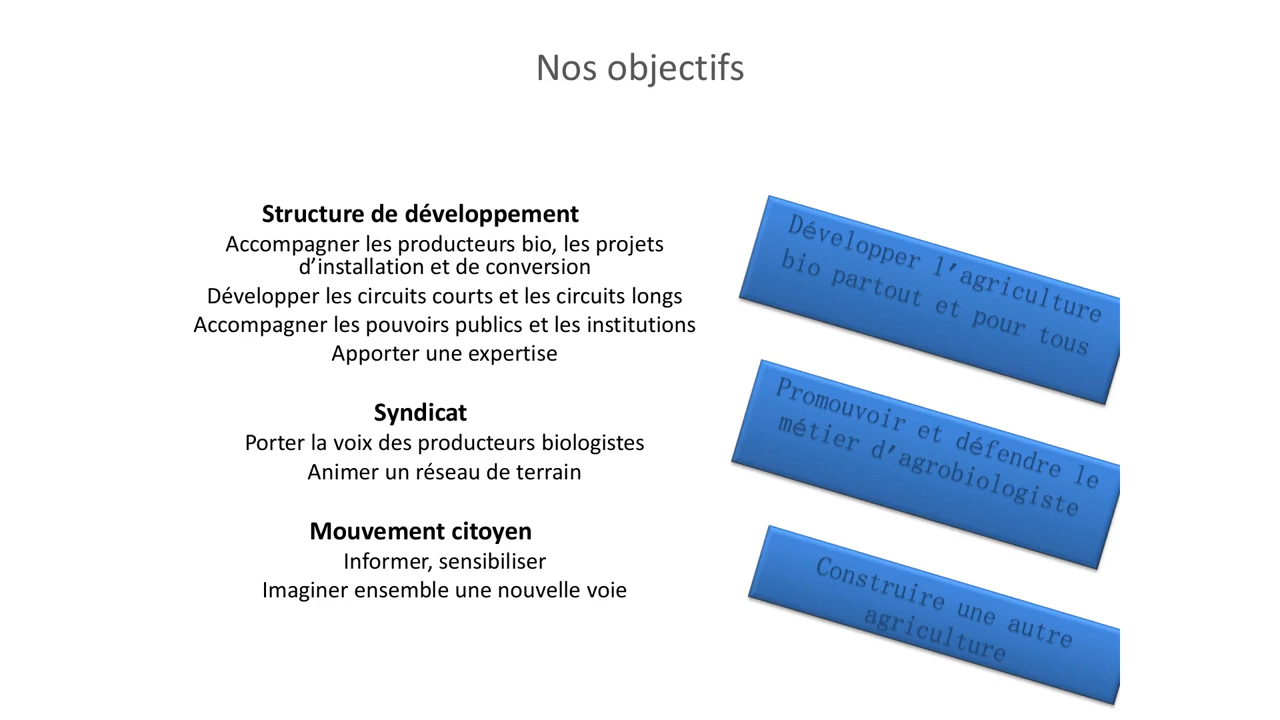 Nos objectifs
Structure de développement
Accompagner les producteurs bio, les projets
d’installation et de conversion
Développer les circuits courts et les circuits longs
Accompagner les pouvoirs publics et les institutions
Apporter une expertise
Syndicat
Porter la voix des producteurs biologistes
Animer un réseau de terrain
Mouvement citoyen
Informer, sensibiliser
Imaginer ensemble une nouvelle voie
Développer l’agriculture
bio partout et pour tous
Promouvoir et défendre le
métier d’agrobiologiste
Construire une autre
agriculture